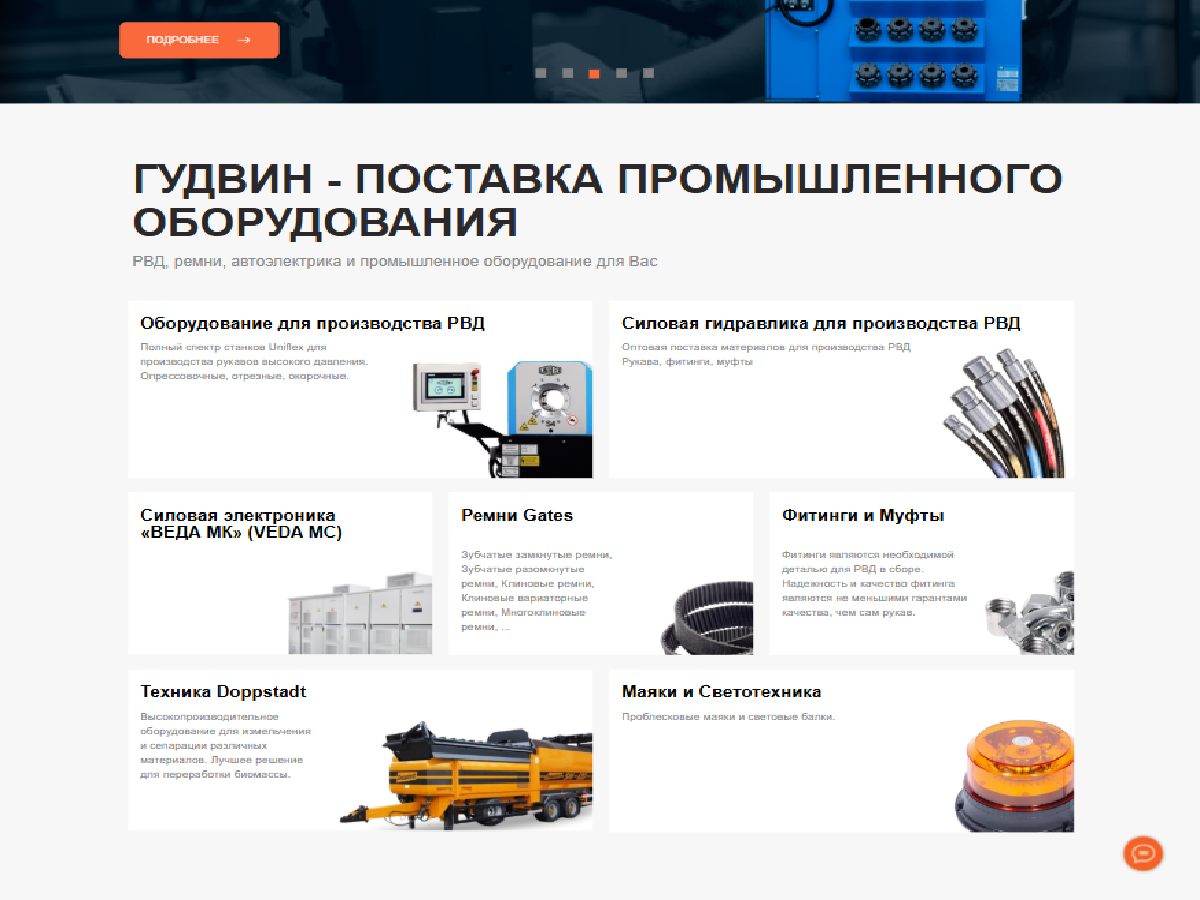 ПОДРОБНЕЕ →
ГУДВИН - ПОСТАВКА ПРОМЫШЛЕННОГО
ОБОРУДОВАНИЯ
РВД, ремни, автоэлектрика и промышленное оборудование для Вас
Оборудование для производства РВД
Полный спектр станков Uniflex для
производства рукавов высокого давления.
Опрессовочные, отрезные, окорочные.
Силовая гидравлика для производства РВД
Оптовая поставка материалов для производства РВД
Рукава, фитинги, муфты
Силовая электроника
«ВЕДА МК» (VEDA MC)
Ремни Gates
Зубчатые замкнутые ремни,
Зубчатые разомкнутые
ремни, Клиновые ремни,
Клиновые вариаторные
ремни, Многоклиновые
ремни, ...
Фитинги и Муфты
Фитинги являются необходимой
деталью для РВД в сборе.
Надежность и качество фитинга
являются не меньшими гарантами
качества, чем сам рукав.
Техника Doppstadt
Высокопроизводительное
оборудование для измельчения
и сепарации различных
материалов. Лучшее решение
для переработки биомассы.
Маяки и Светотехника
Проблесковые маяки и световые балки.